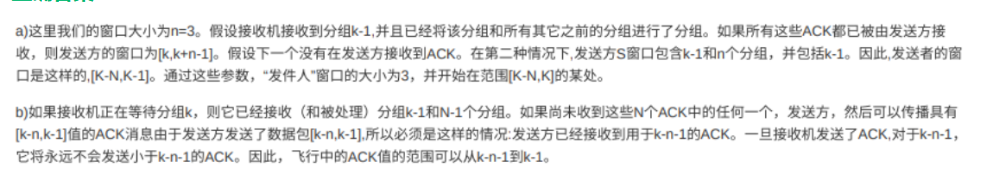 a)这里我们的窗口大小为n=3。假设接收机接收到分组k-1,并且已经将该分组和所有其它之前的分组进行了分组。如果所有这些ACK都已被由发送方接
收，则发送方的窗口为[k,k+n-1]。假设下一个没有在发送方接收到ACK。在第二种情况下,发送方S窗口包含k-1和n个分组，并包括k-1。因此,发送者的窗
口是这样的,[K-N,K-1]。通过这些参数，“发件人”窗口的大小为3，并开始在范围[K-N,K]的某处。
b)如果接收机正在等待分组k，则它已经接收（和被处理）分组k-1和N-1个分组。如果尚未收到这些N个ACK中的任何一个，发送方，然后可以传播具有
[k-n,k-1]值的ACK消息由于发送方发送了数据包[k-n,k-1],所以必须是这样的情况:发送方已经接收到用于k-n-1的ACK。一旦接收机发送了ACK,对于k-n-1，
它将永远不会发送小于k-n-1的ACK。因此，飞行中的ACK值的范围可以从k-n-1到k-1。